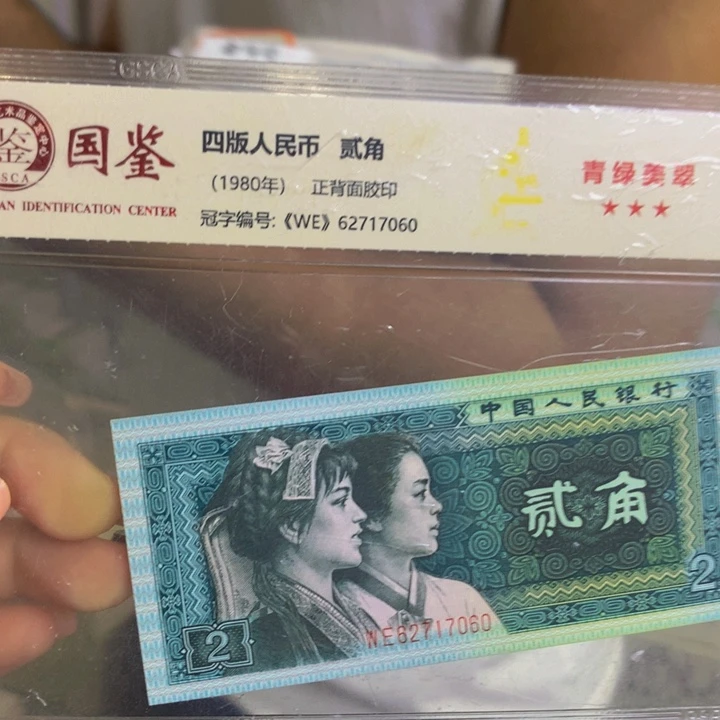 GSCA
国鉴
四版人民币 贰角
（1980年） 正背面胶印
冠字编号:《WE》62717060
青绿美翠
★★★
鉴
SCA
AN IDENTIFICATION CENTER
中国人民银行
贰角
2
2
WE62717060